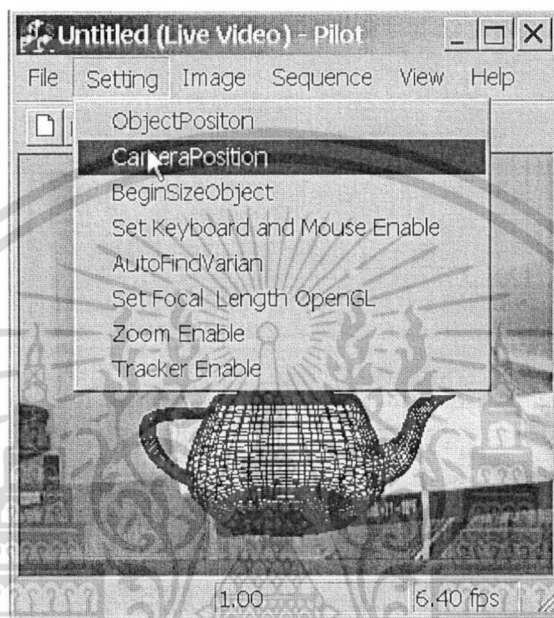 Untitled (Live Video) - Pilot
File Setting Image Sequence View Help
ObjectPositon
CameraPosition
BeginSizeObject
Set Keyboard and Mouse Enable
AutoFindVarian
Set Focal Length OpenGL
Zoom Enable
Tracker Enable
1.00 6.40 fps